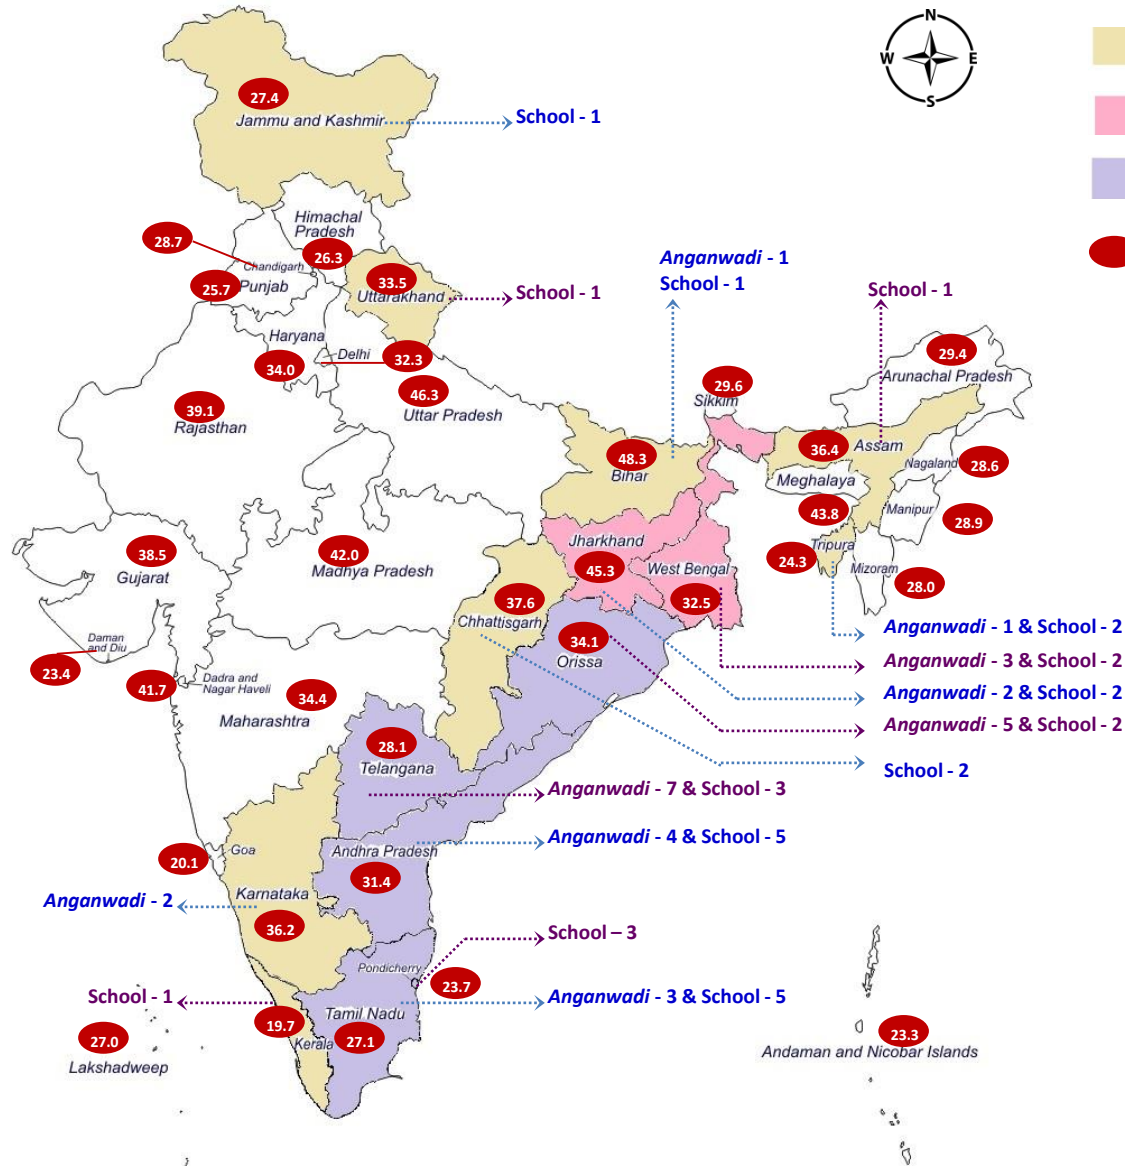 N
W
E
S
27.4
Jammu and Kashmir
School - 1
Himachal
Pradesh
28.7
26.3
Chandigarh
25.7
Punjab
33.5
Uttarakhand
School - 1
Anganwadi - 1
School - 1
School - 1
Haryana
34.0
Delhi
32.3
46.3
Uttar Pradesh
29.4
Arunachal Pradesh
29.6
Sikkim
39.1
Rajasthan
48.3
Bihar
36.4
Assam
Nagaland
28.6
Meghalaya
43.8
Manipur
28.9
38.5
Gujarat
42.0
Madhya Pradesh
Jharkhand
45.3
West Bengal
32.5
24.3
Tripura
Mizoram
28.0
37.6
Chhattisgarh
34.1
Orissa
Anganwadi - 1 & School - 2
Anganwadi - 3 & School - 2
Anganwadi - 2 & School - 2
Anganwadi - 5 & School - 2
School - 2
Daman
and Diu
23.4
41.7
Dadra and
Nagar Haveli
34.4
Maharashtra
28.1
Telangana
Anganwadi - 7 & School - 3
Anganwadi - 4 & School - 5
Andhra Pradesh
31.4
20.1
Goa
Karnataka
Anganwadi - 2
36.2
School – 3
Pondicherry
23.7
School - 1
Anganwadi - 3 & School - 5
Tamil Nadu
27.1
19.7
Kerala
27.0
Lakshadweep
23.3
Andaman and Nicobar Islands